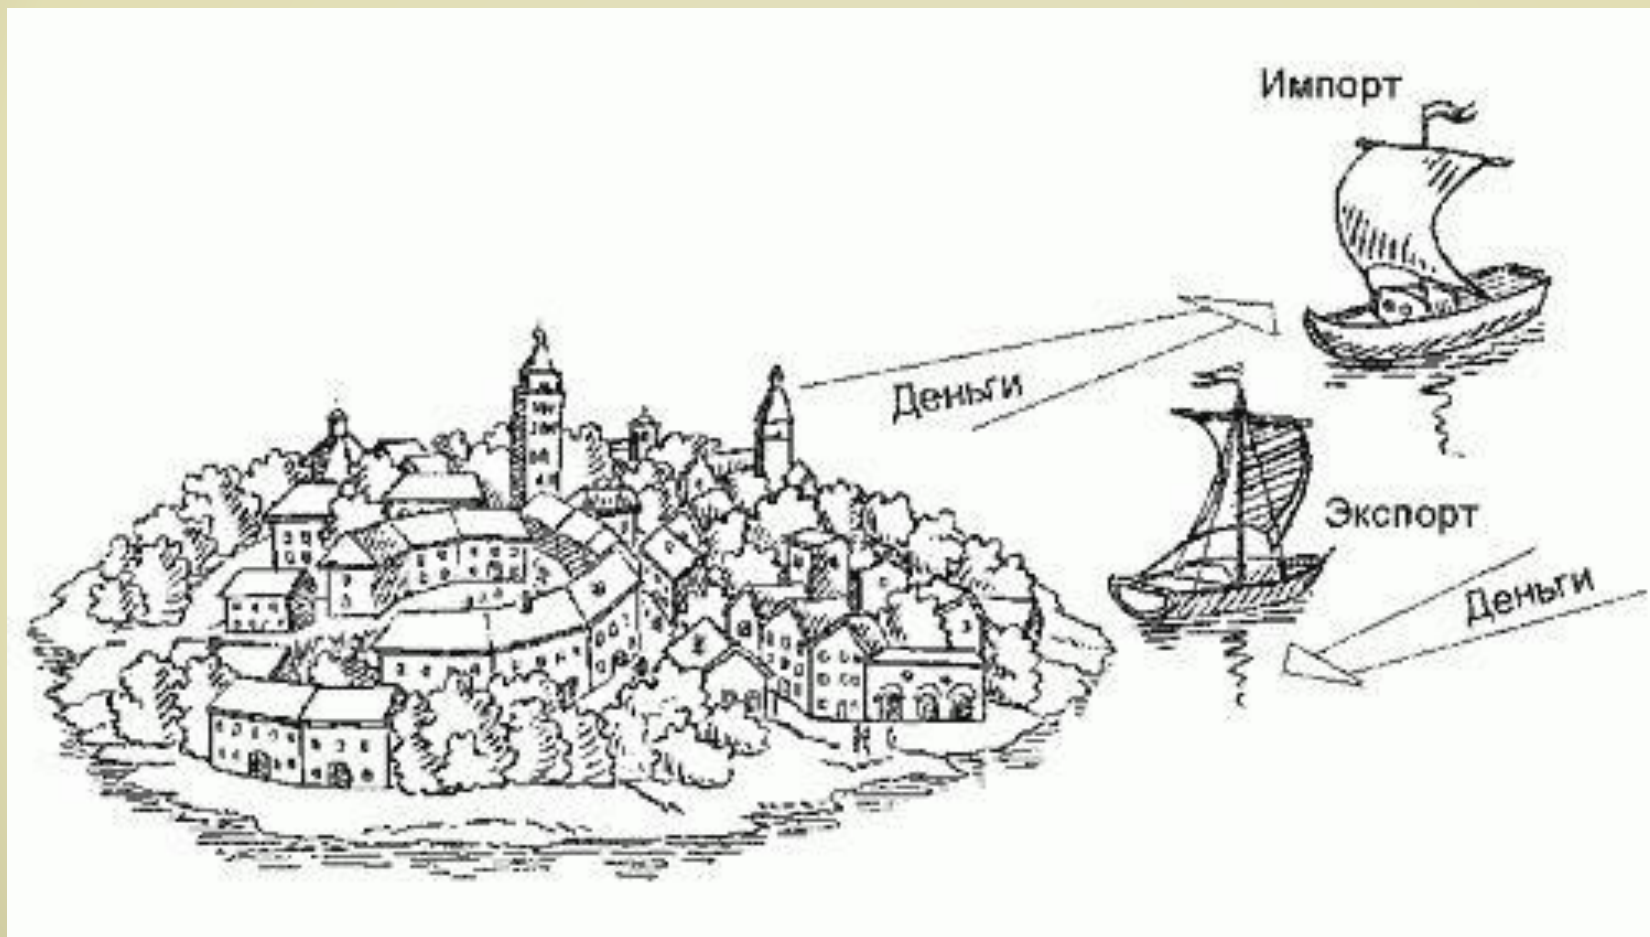 Импорт
Деньги
Экспорт
Деньги